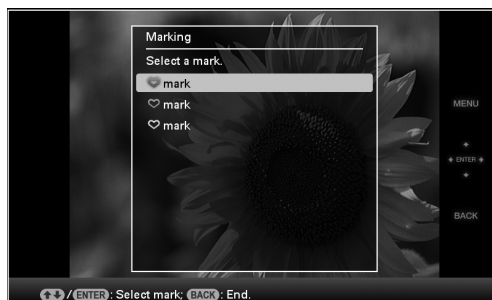 Marking
Select a mark.
mark
mark
mark
MENU
ENTER
BACK
/ ENTER : Select mark; BACK : End.